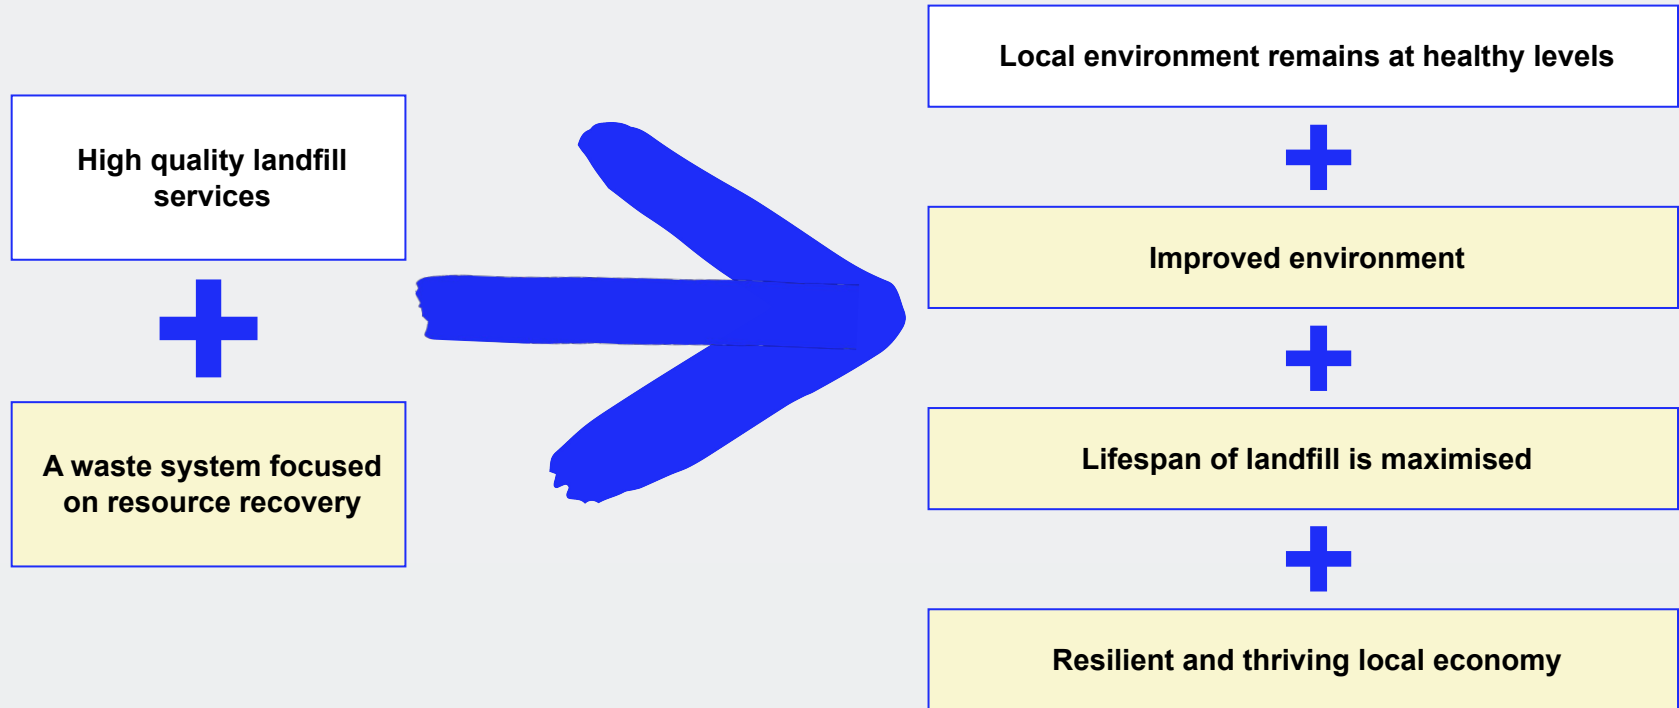 High quality landfill
services
A waste system focused
on resource recovery
Local environment remains at healthy levels
Improved environment
Lifespan of landfill is maximised
Resilient and thriving local economy